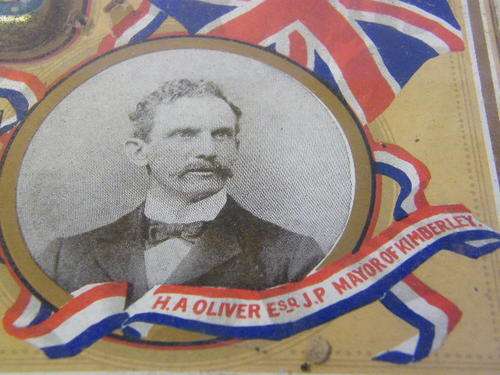 H. A OLIVER Esq. J.P MAYOR OF KIMBERLEY